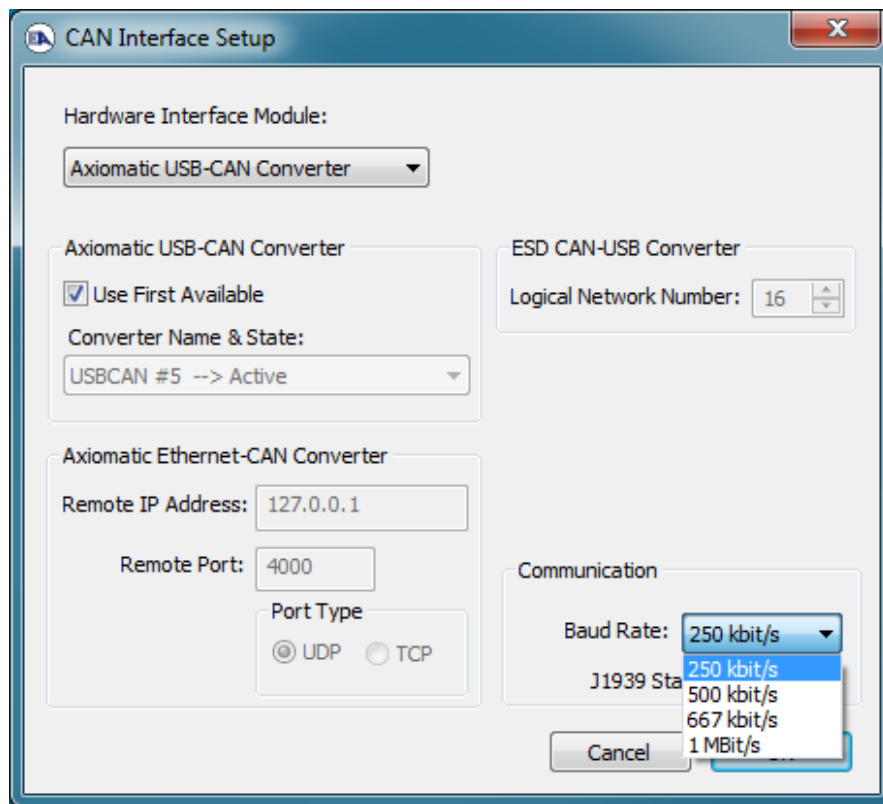 EA CAN Interface Setup
Hardware Interface Module:
Axiomatic USB-CAN Converter
Axiomatic USB-CAN Converter
Use First Available
Converter Name & State:
USBCAN #5 --> Active
ESD CAN-USB Converter
Logical Network Number: 16
Axiomatic Ethernet-CAN Converter
Remote IP Address: 127.0.0.1
Remote Port: 4000
Port Type
UDP TCP
Communication
Baud Rate: 250 kbit/s
250 kbit/s
500 kbit/s
667 kbit/s
1 MBit/s
J1939 Sta
Cancel